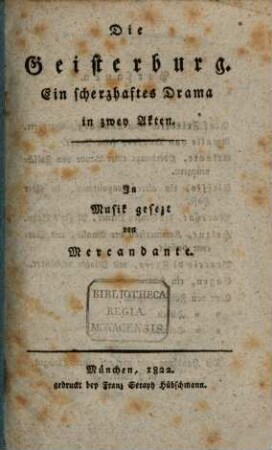 Die
Geisterburg.
Ein scherzhaftes Drama
in zwey Akten.
In
Musik gesezt
von
Mercandante.
BIBLIOTHECA
REGIA
MONACENSIS.
München, 1822.
gedruckt bey Franz Seraph Hübschmann.